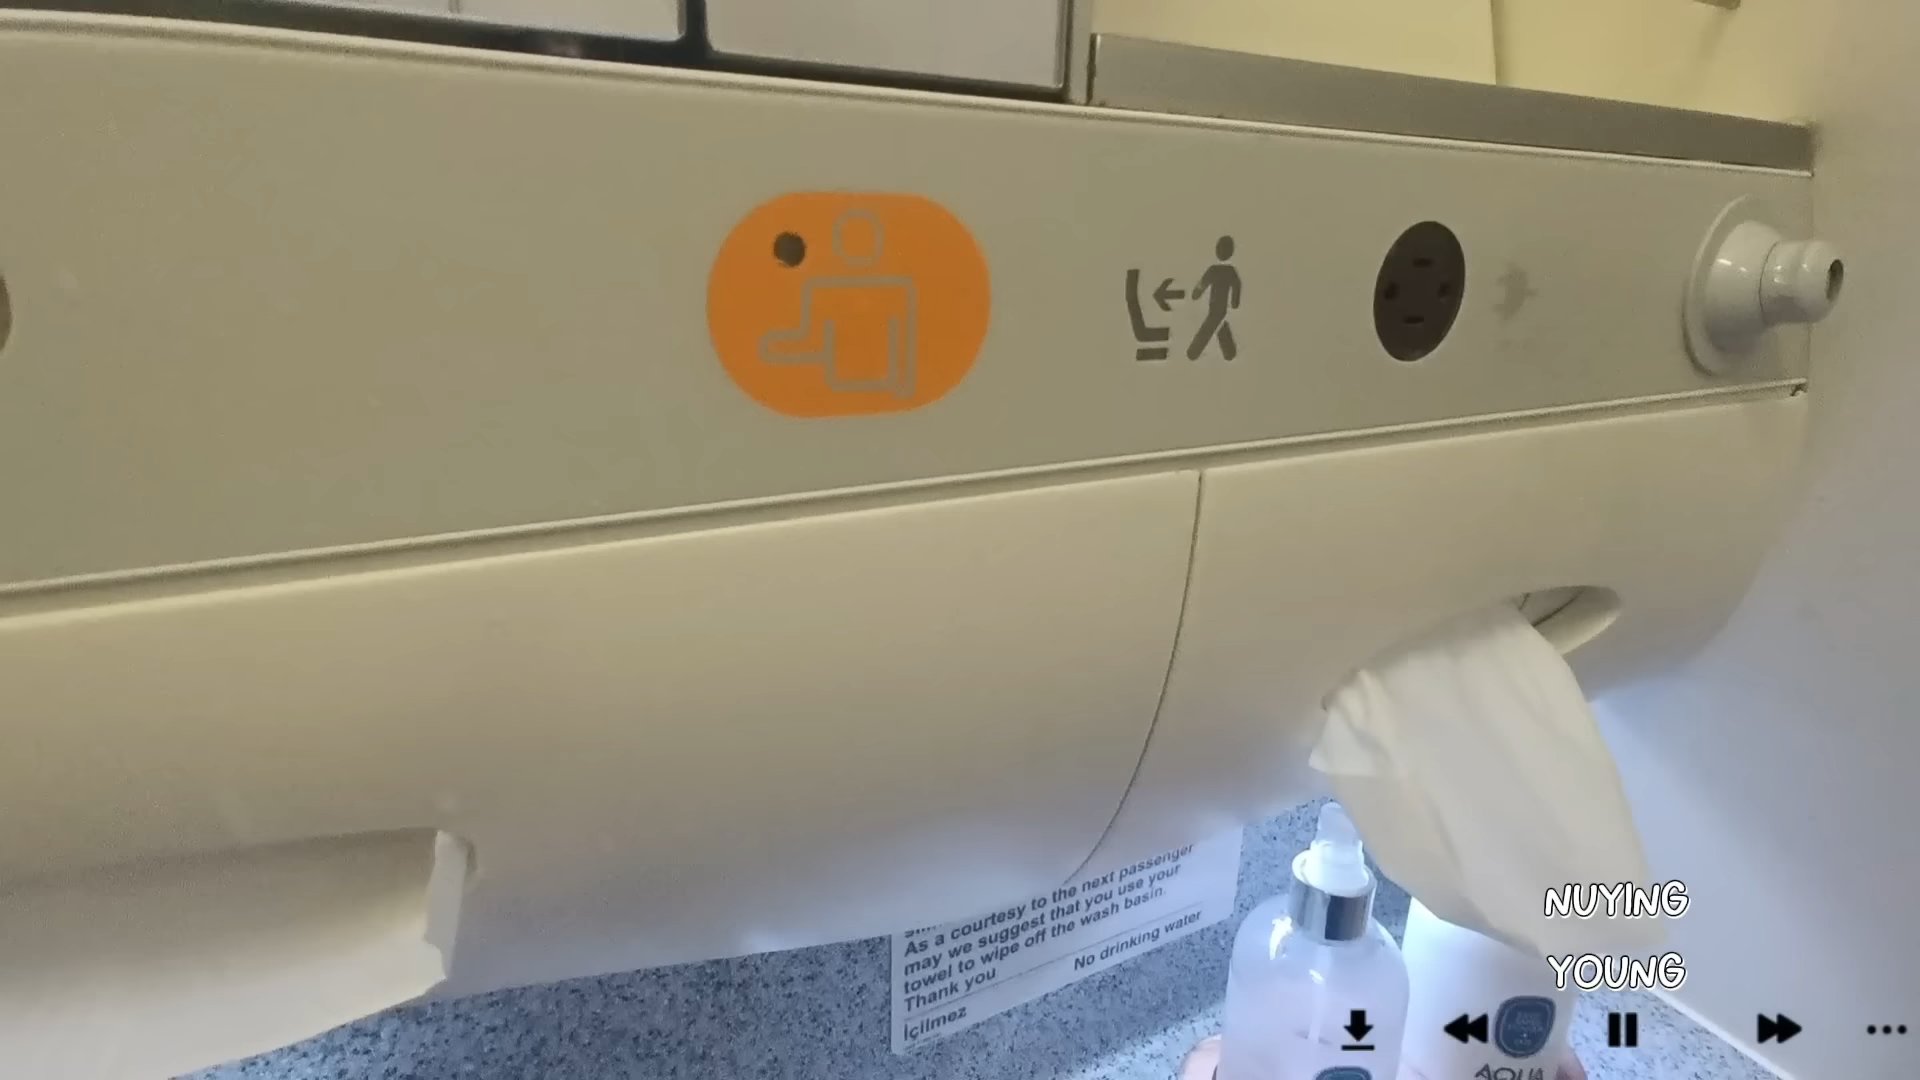 As a courtesy to the next passenger
may we suggest that you use your
towel to wipe off the wash basin.
Thank you
No drinking water
İçilmez
NUYING
YOUNG
AQUA